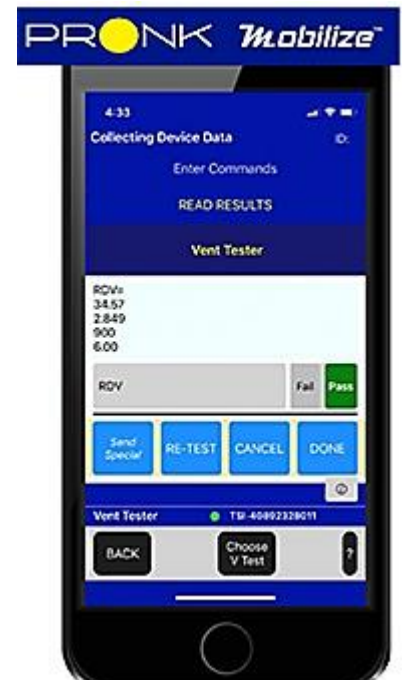 PRONK Mobilize™
4:33
Collecting Device Data ID:
Enter Commands
READ RESULTS
Vent Tester
RDV=
34.57
2.849
900
6.00
RDV Fail Pass
Send Special RE-TEST CANCEL DONE
Vent Tester TSI-40892328011
BACK Choose V Test ?